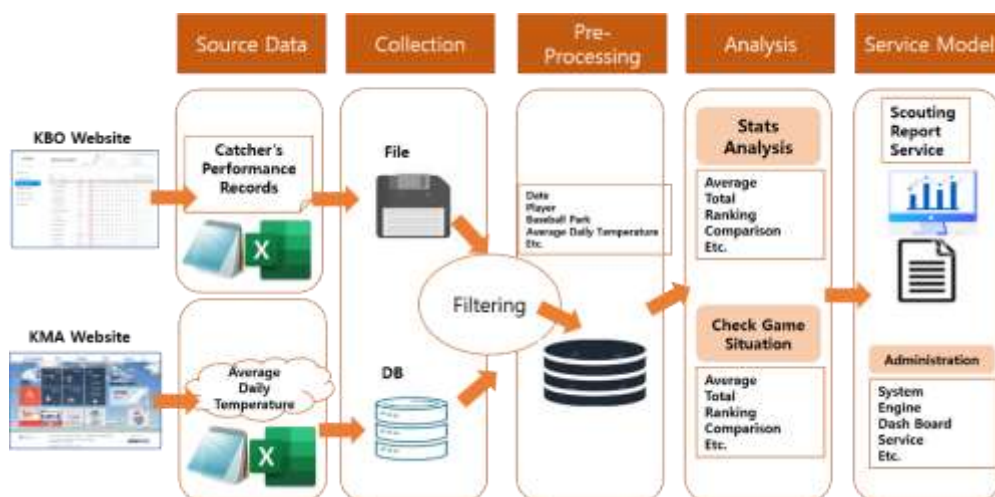 Source Data
Collection
Pre-
Processing
Analysis
Service Model
KBO Website
Catcher's
Performance
Records
File
Date
Player
Baseball Park
Average Daily Temperature
Etc.
Stats
Analysis
Average
Total
Ranking
Comparison
Etc.
Scouting
Report
Service
Filtering
KMA Website
Average
Daily
Temperature
DB
Check Game
Situation
Average
Total
Ranking
Comparison
Etc.
Administration
System
Engine
Dash Board
Service
Etc.
X
X